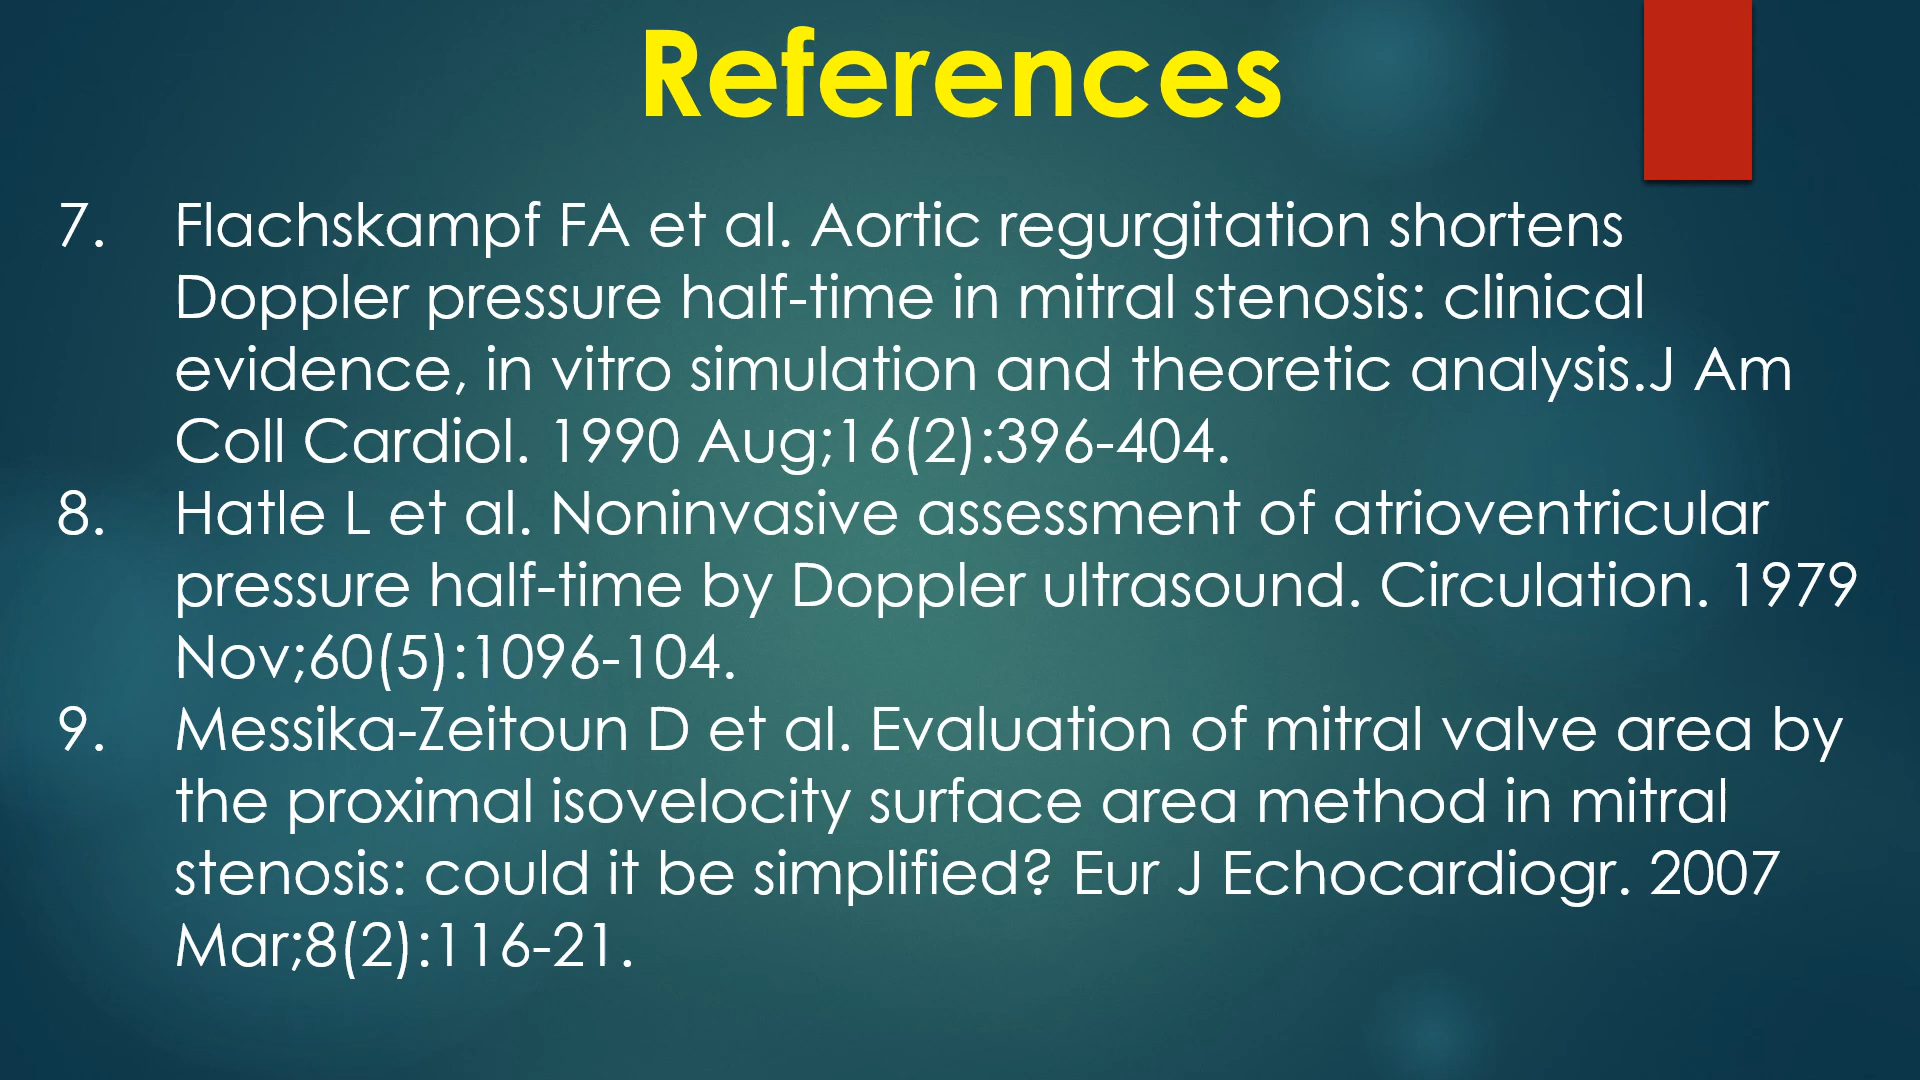 References
7. Flachskampf FA et al. Aortic regurgitation shortens
Doppler pressure half-time in mitral stenosis: clinical
evidence, in vitro simulation and theoretic analysis.J Am
Coll Cardiol. 1990 Aug;16(2):396-404.
8. Hatle L et al. Noninvasive assessment of atrioventricular
pressure half-time by Doppler ultrasound. Circulation. 1979
Nov;60(5):1096-104.
9. Messika-Zeitoun D et al. Evaluation of mitral valve area by
the proximal isovelocity surface area method in mitral
stenosis: could it be simplified? Eur J Echocardiogr. 2007
Mar;8(2):116-21.